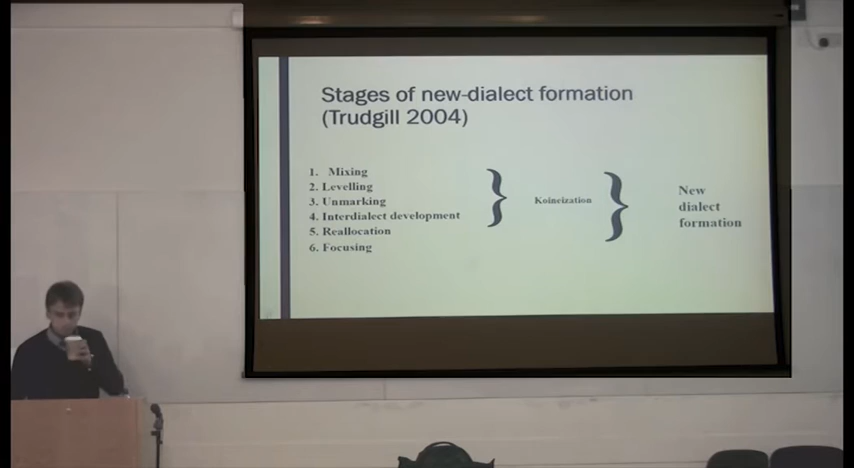 Stages of new-dialect formation
(Trudgill 2004)
1. Mixing
2. Levelling
3. Unmarking
4. Interdialect development
5. Reallocation
6. Focusing
Koineization
New
dialect
formation